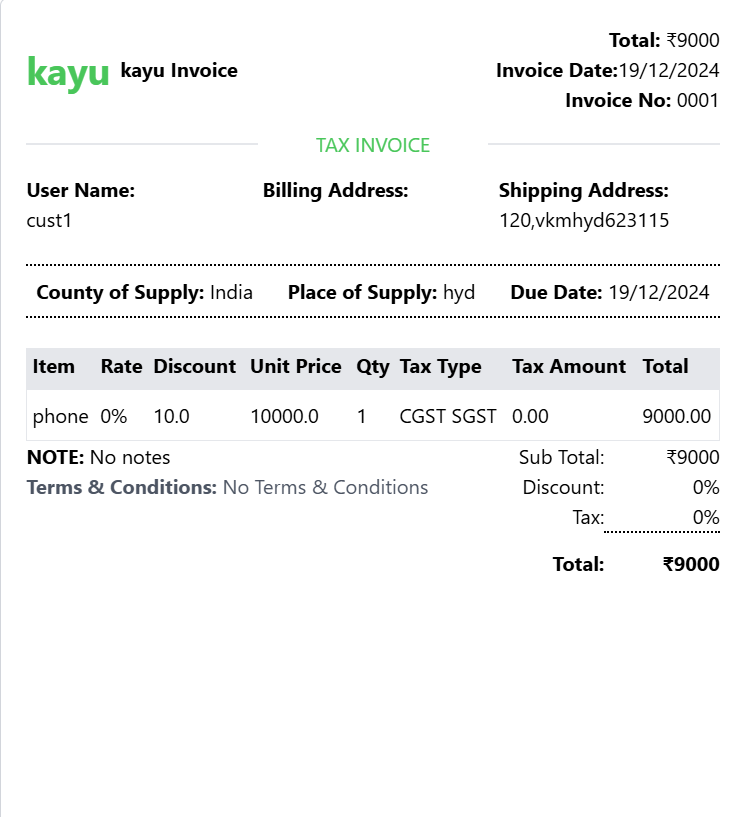 Total: ₹9000
kayu kayu Invoice Invoice Date:19/12/2024
Invoice No: 0001
TAX INVOICE
User Name: Billing Address: Shipping Address:
cust1 120,vkmhyd623115
County of Supply: India Place of Supply: hyd Due Date: 19/12/2024
Item Rate Discount Unit Price Qty Tax Type Tax Amount Total
phone 0% 10.0 10000.0 1 CGST SGST 0.00 9000.00
NOTE: No notes Sub Total: ₹9000
Terms & Conditions: No Terms & Conditions Discount: 0%
Tax: 0%
Total: ₹9000